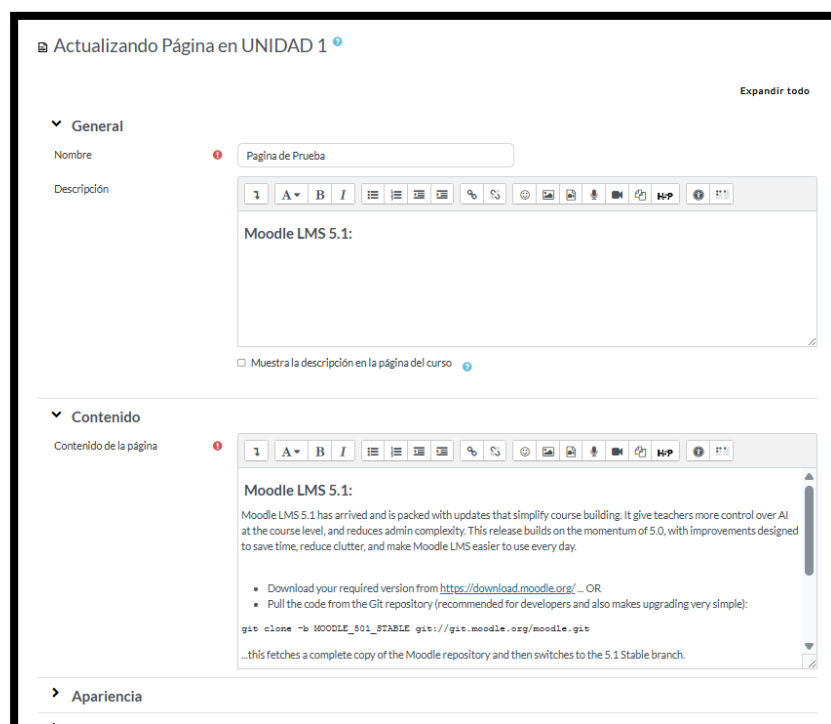 Actualizando Página en UNIDAD 1
Expandir todo
General
Nombre
Pagina de Prueba
Descripción
A B I H5P
Moodle LMS 5.1:
Muestra la descripción en la página del curso
Contenido
Contenido de la página
A B I H5P
Moodle LMS 5.1:
Moodle LMS 5.1 has arrived and is packed with updates that simplify course building. It give teachers more control over AI
at the course level, and reduces admin complexity. This release builds on the momentum of 5.0, with improvements designed
to save time, reduce clutter, and make Moodle LMS easier to use every day.
• Download your required version from https://download.moodle.org/ ... OR
• Pull the code from the Git repository (recommended for developers and also makes upgrading very simple):
git clone -b MOODLE_501_STABLE git://git.moodle.org/moodle.git
...this fetches a complete copy of the Moodle repository and then switches to the 5.1 Stable branch.
Apariencia